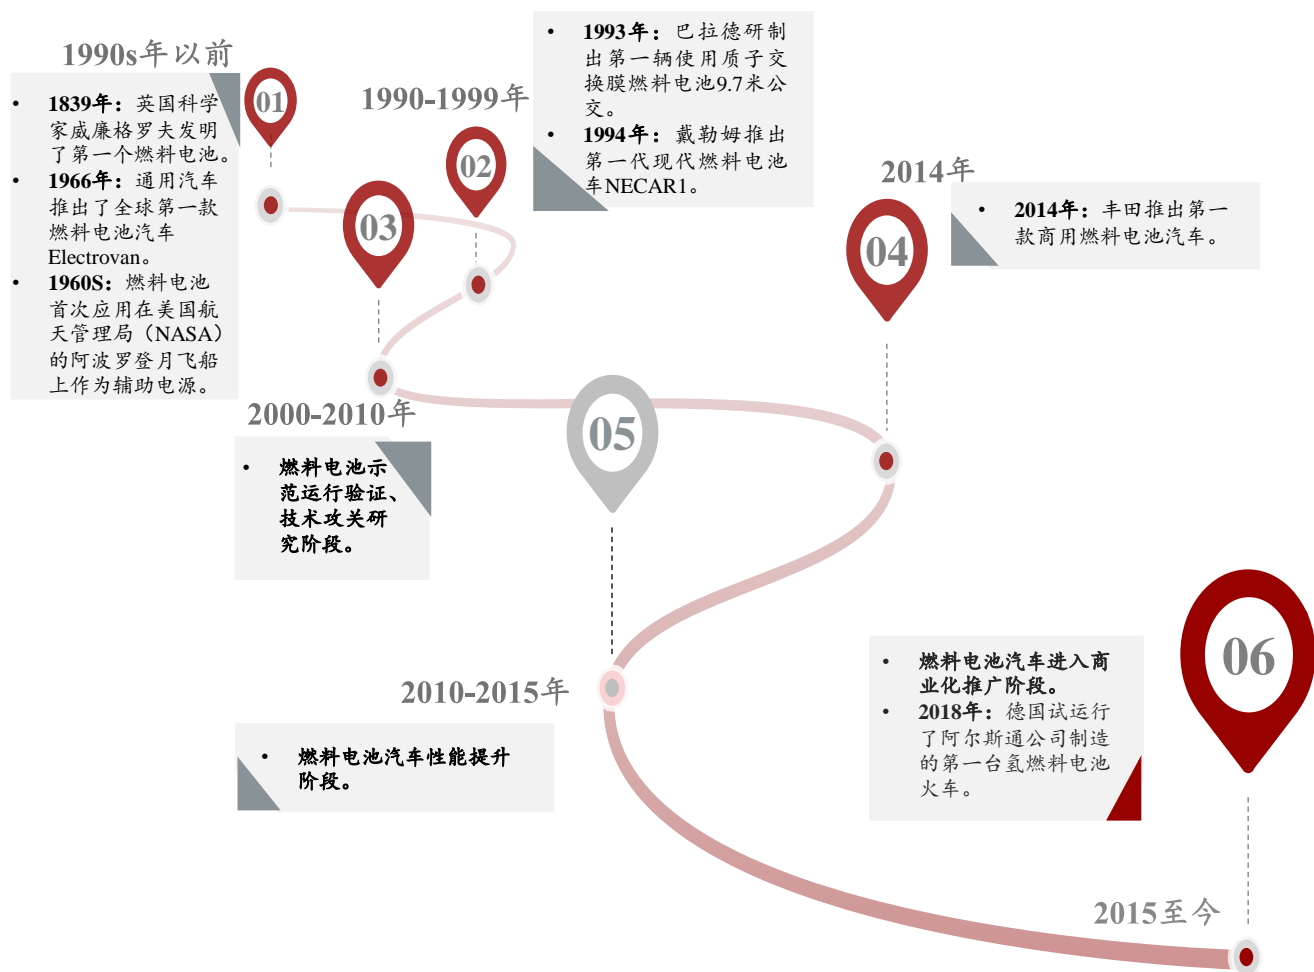 1990s年以前
01
• 1839年：英国科学
家威廉格罗夫发明
了第一个燃料电池。
• 1966年：通用汽车
推出了全球第一款
燃料电池汽车
Electrovan。
• 1960S：燃料电池
首次应用在美国航
天管理局（NASA）
的阿波罗登月飞船
上作为辅助电源。
1990-1999年
02
• 1993年：巴拉德研制
出第一辆使用质子交
换膜燃料电池9.7米公
交。
• 1994年：戴勒姆推出
第一代现代燃料电池
车NECAR1。
03
2000-2010年
• 燃料电池示
范运行验证、
技术攻关研
究阶段。
2014年
04
• 2014年：丰田推出第一
款商用燃料电池汽车。
05
2010-2015年
• 燃料电池汽车性能提升
阶段。
06
• 燃料电池汽车进入商
业化推广阶段。
• 2018年：德国试运行
了阿尔斯通公司制造
的第一台氢燃料电池
火车。
2015至今